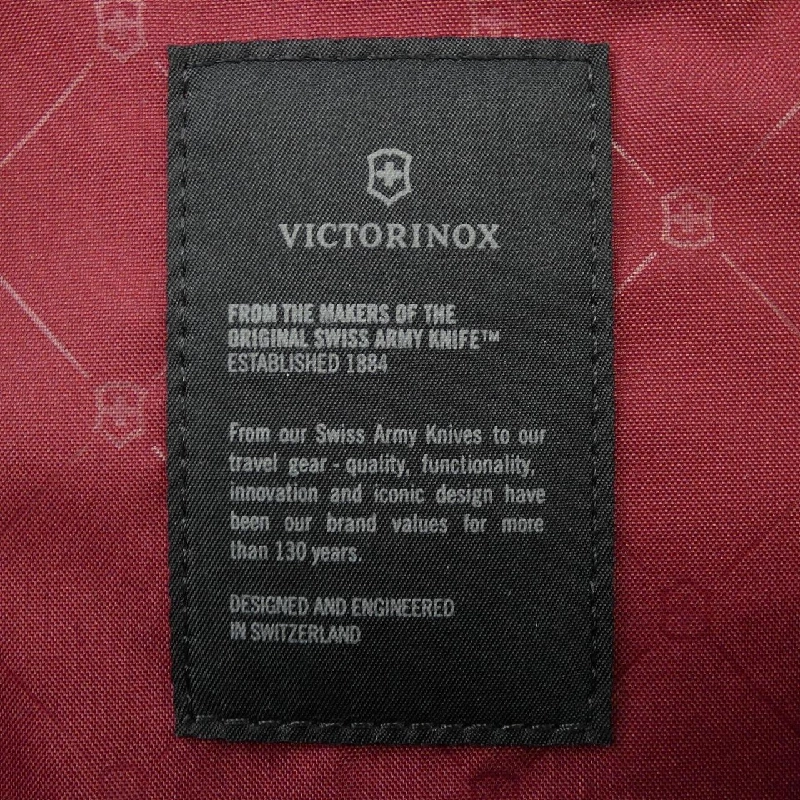 VICTORINOX
FROM THE MAKERS OF THE
ORIGINAL SWISS ARMY KNIFE™
ESTABLISHED 1884
From our Swiss Army Knives to our
travel gear - quality, functionality,
innovation and iconic design have
been our brand values for more
than 130 years.
DESIGNED AND ENGINEERED
IN SWITZERLAND